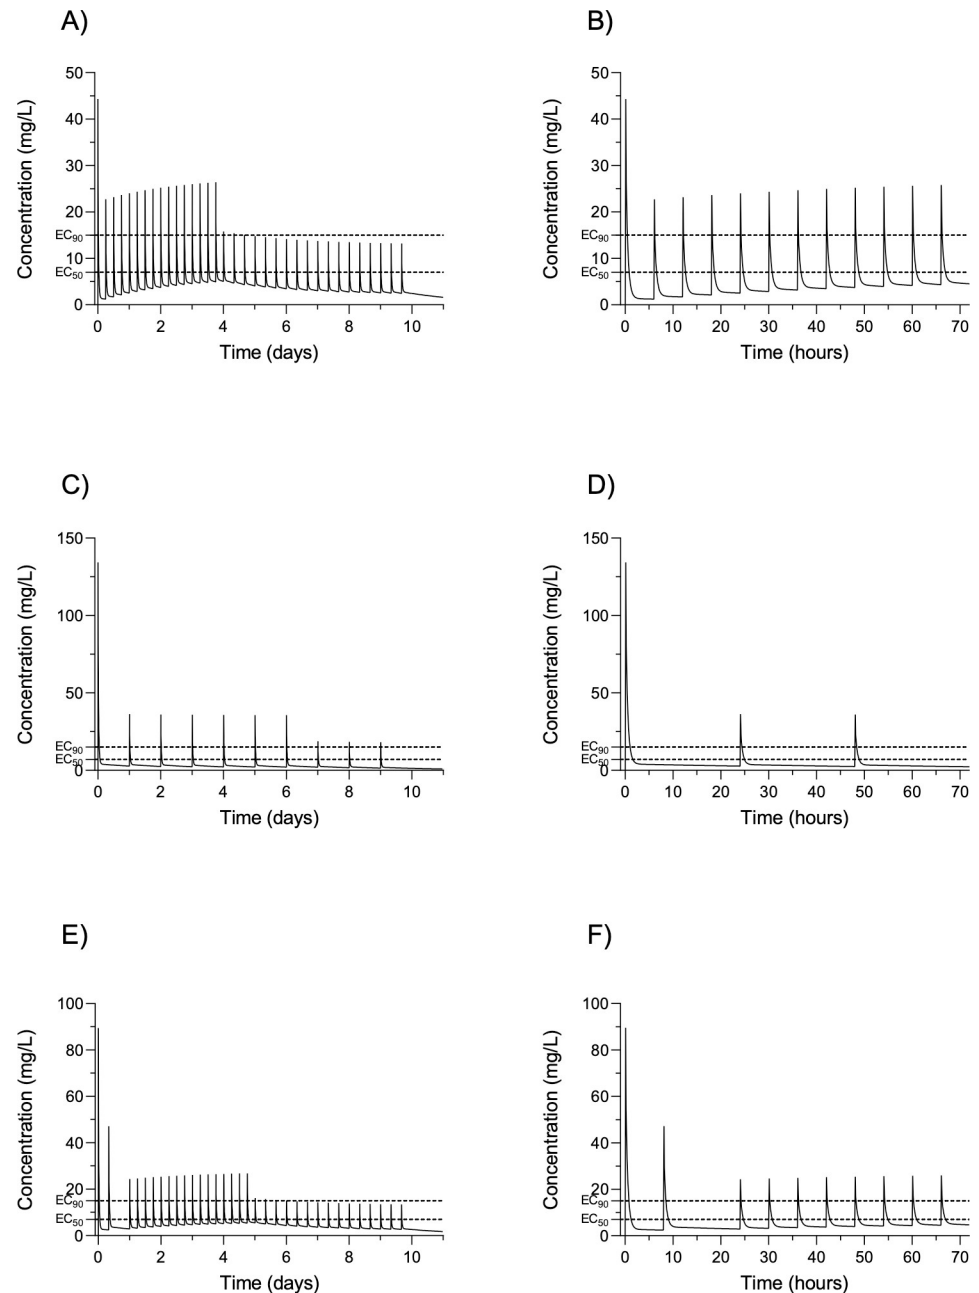 A)
B)
Concentration (mg/L)
50
40
30
20
EC90
10
EC50
0
0 2 4 6 8 10
Time (days)
Concentration (mg/L)
50
40
30
20
EC90
10
EC50
0
0 10 20 30 40 50 60 70
Time (hours)
C)
D)
Concentration (mg/L)
150
100
50
EC90
EC50
0
0 2 4 6 8 10
Time (days)
Concentration (mg/L)
150
100
50
EC90
EC50
0
0 10 20 30 40 50 60 70
Time (hours)
E)
F)
Concentration (mg/L)
100
80
60
40
20
EC90
EC50
0
0 2 4 6 8 10
Time (days)
Concentration (mg/L)
100
80
60
40
20
EC90
EC50
0
0 10 20 30 40 50 60 70
Time (hours)